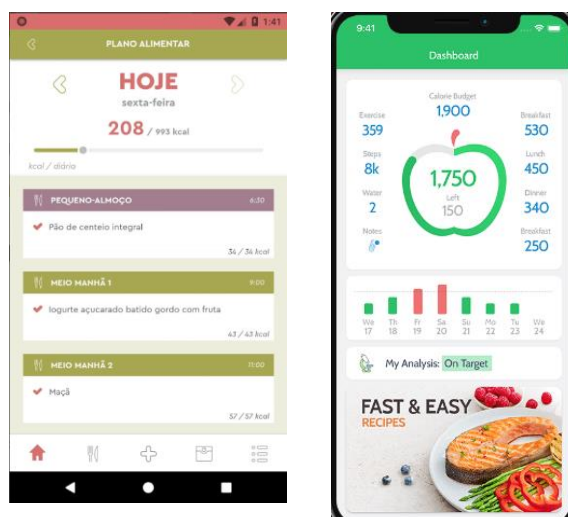 1:41
PLANO ALIMENTAR
HOJE
sexta-feira
208 / 993 kcal
kcal / diária
PEQUENO-ALMOÇO 6:30
Pão de centeio integral
34 / 34 kcal
MEIO MANHÃ 1 9:00
Iogurte açucarado batido gordo com fruta
43 / 43 kcal
MEIO MANHÃ 2 11:00
Maçã
57 / 57 kcal
9:41
Dashboard
Calorie Budget
1,900
Exercise
359
Steps
8k
Water
2
Notes
1,750
Left
150
Breakfast
530
Lunch
450
Dinner
340
Breakfast
250
We Th Fr Sa Su Mo Tu We
17 18 19 20 21 22 23 24
My Analysis: On Target
FAST & EASY
RECIPES